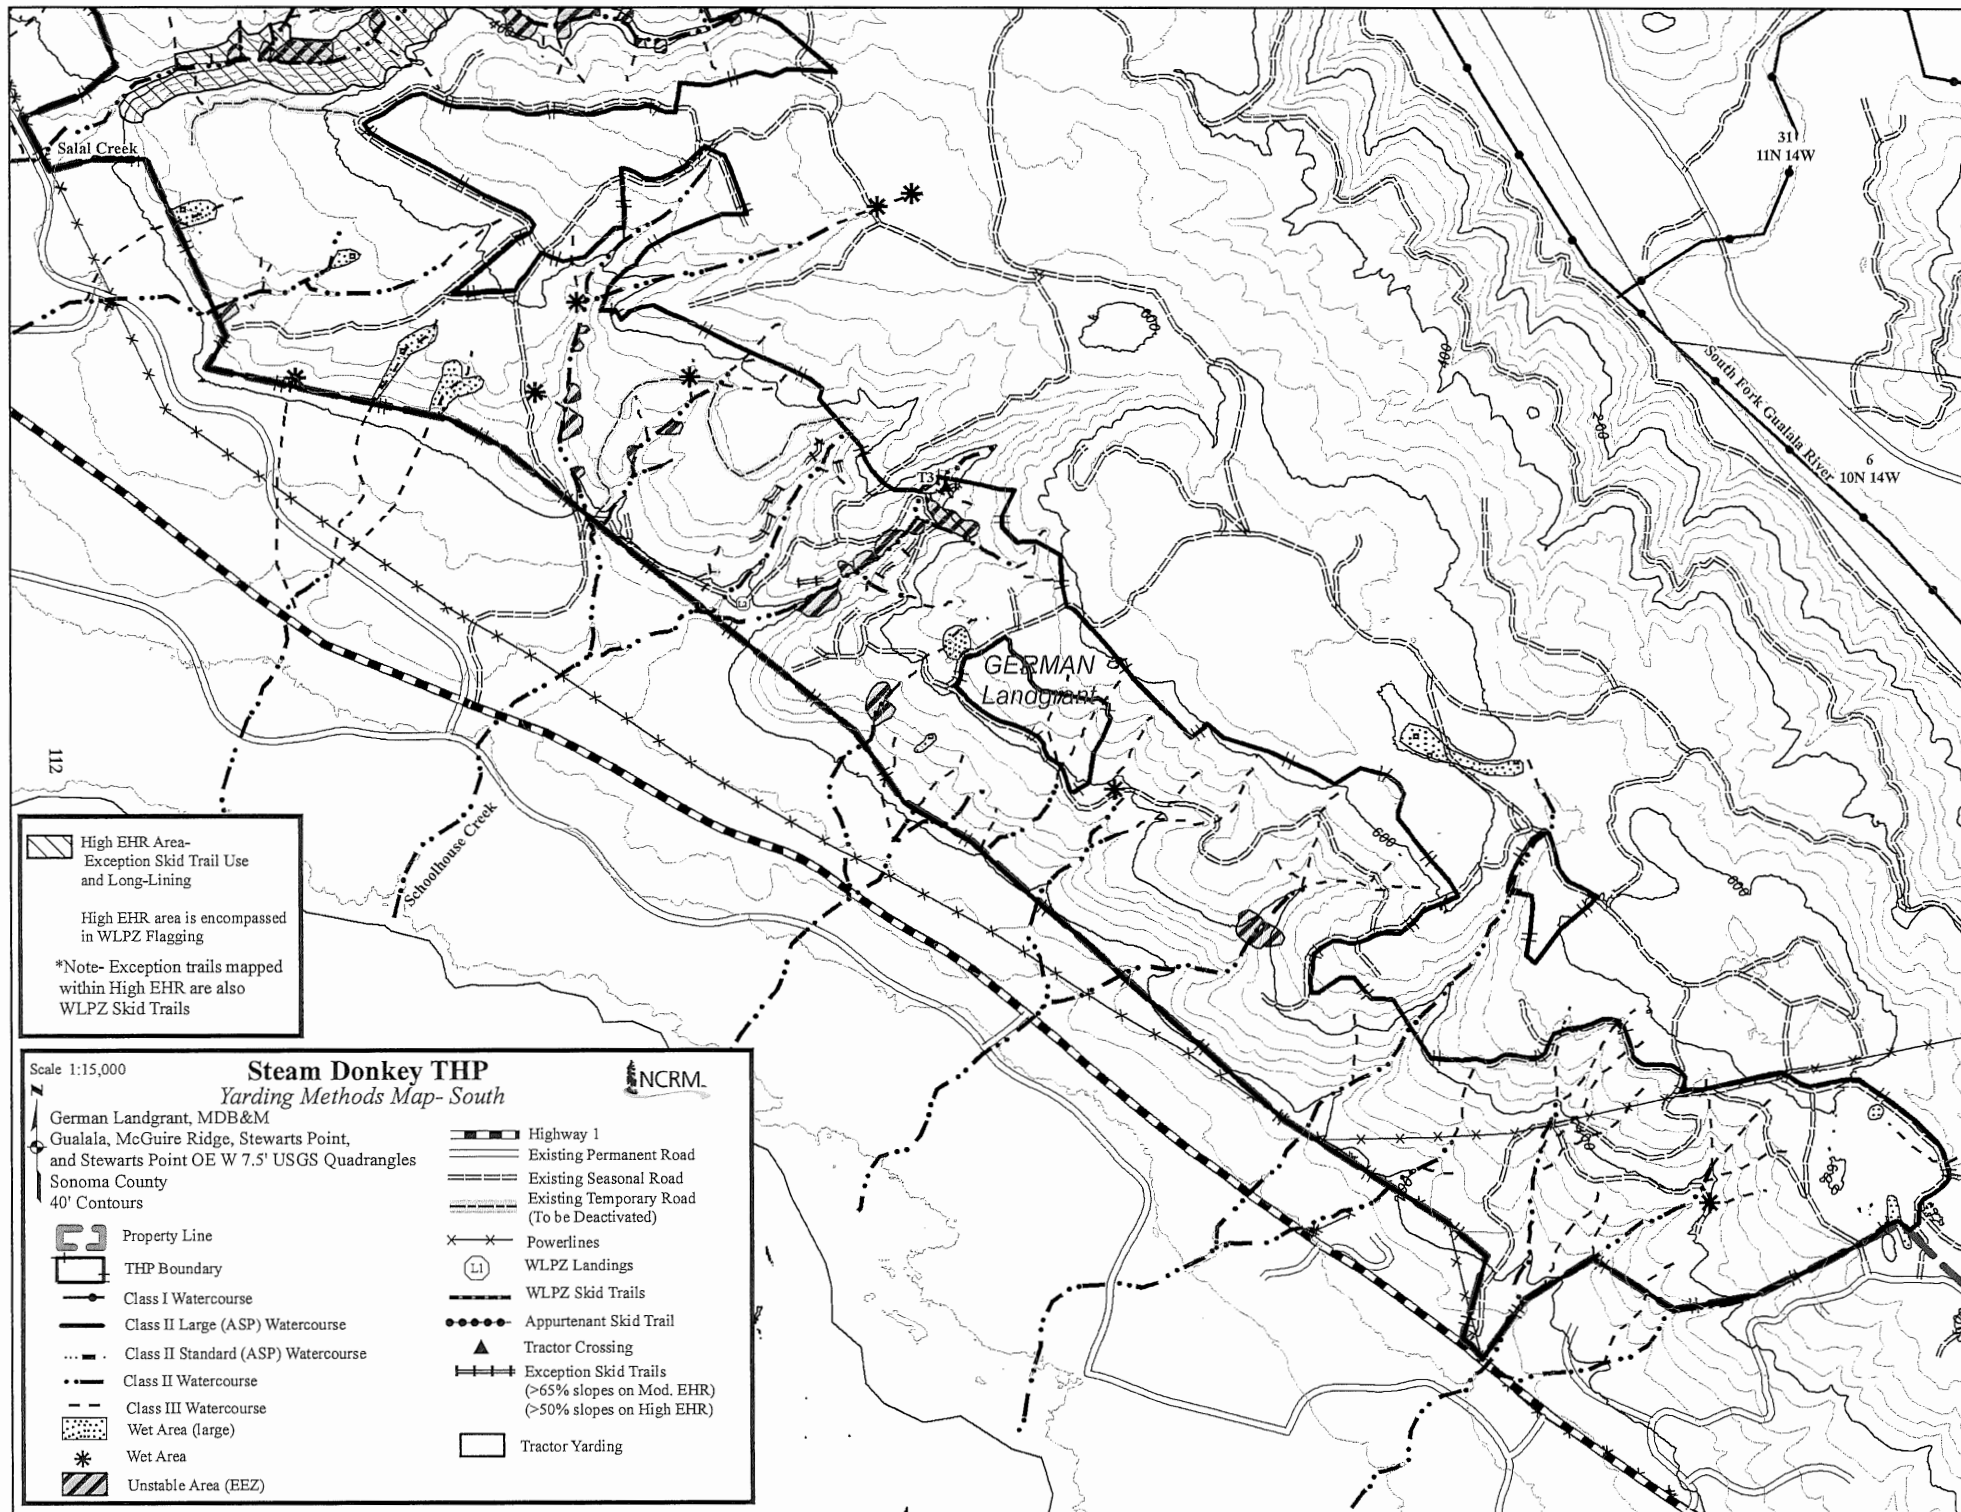 400
Salal Creek
31
11N 14W
600
400
South Fork Gualala River
200
6
10N 14W
T3
GERMAN
Landgrant
112
600
600
Schoolhouse Creek
200
High EHR Area-
Exception Skid Trail Use
and Long-Lining
High EHR area is encompassed
in WLPZ Flagging
*Note- Exception trails mapped
within High EHR are also
WLPZ Skid Trails
Scale 1:15,000
N
Steam Donkey THP
Yarding Methods Map- South
NCRM
German Landgrant, MDB&M
Gualala, McGuire Ridge, Stewarts Point,
and Stewarts Point OE W 7.5' USGS Quadrangles
Sonoma County
40' Contours
Property Line
THP Boundary
Class I Watercourse
Class II Large (ASP) Watercourse
Class II Standard (ASP) Watercourse
Class II Watercourse
Class III Watercourse
Wet Area (large)
Wet Area
Unstable Area (EEZ)
Highway 1
Existing Permanent Road
Existing Seasonal Road
Existing Temporary Road
(To be Deactivated)
Powerlines
L1
WLPZ Landings
WLPZ Skid Trails
Appurtenant Skid Trail
Tractor Crossing
Exception Skid Trails
(>65% slopes on Mod. EHR)
(>50% slopes on High EHR)
Tractor Yarding